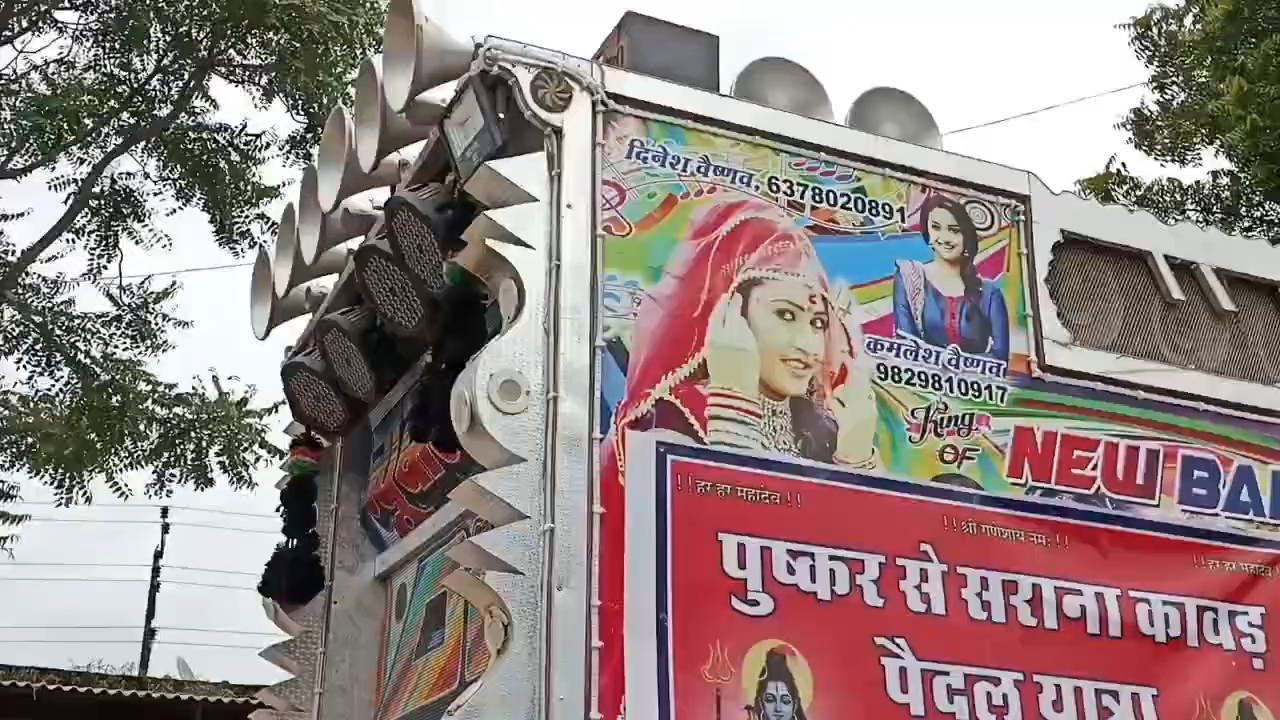 दिनेश वैष्णव, 6378020891
कमलेश वैष्णव
9829810917
King
OF
NEW
!! हर हर महादेव !!
!! श्री गणेशाय नमः !!
!! हर हर महादेव !
पुष्कर से सराना कावड़
पैदल यात्रा